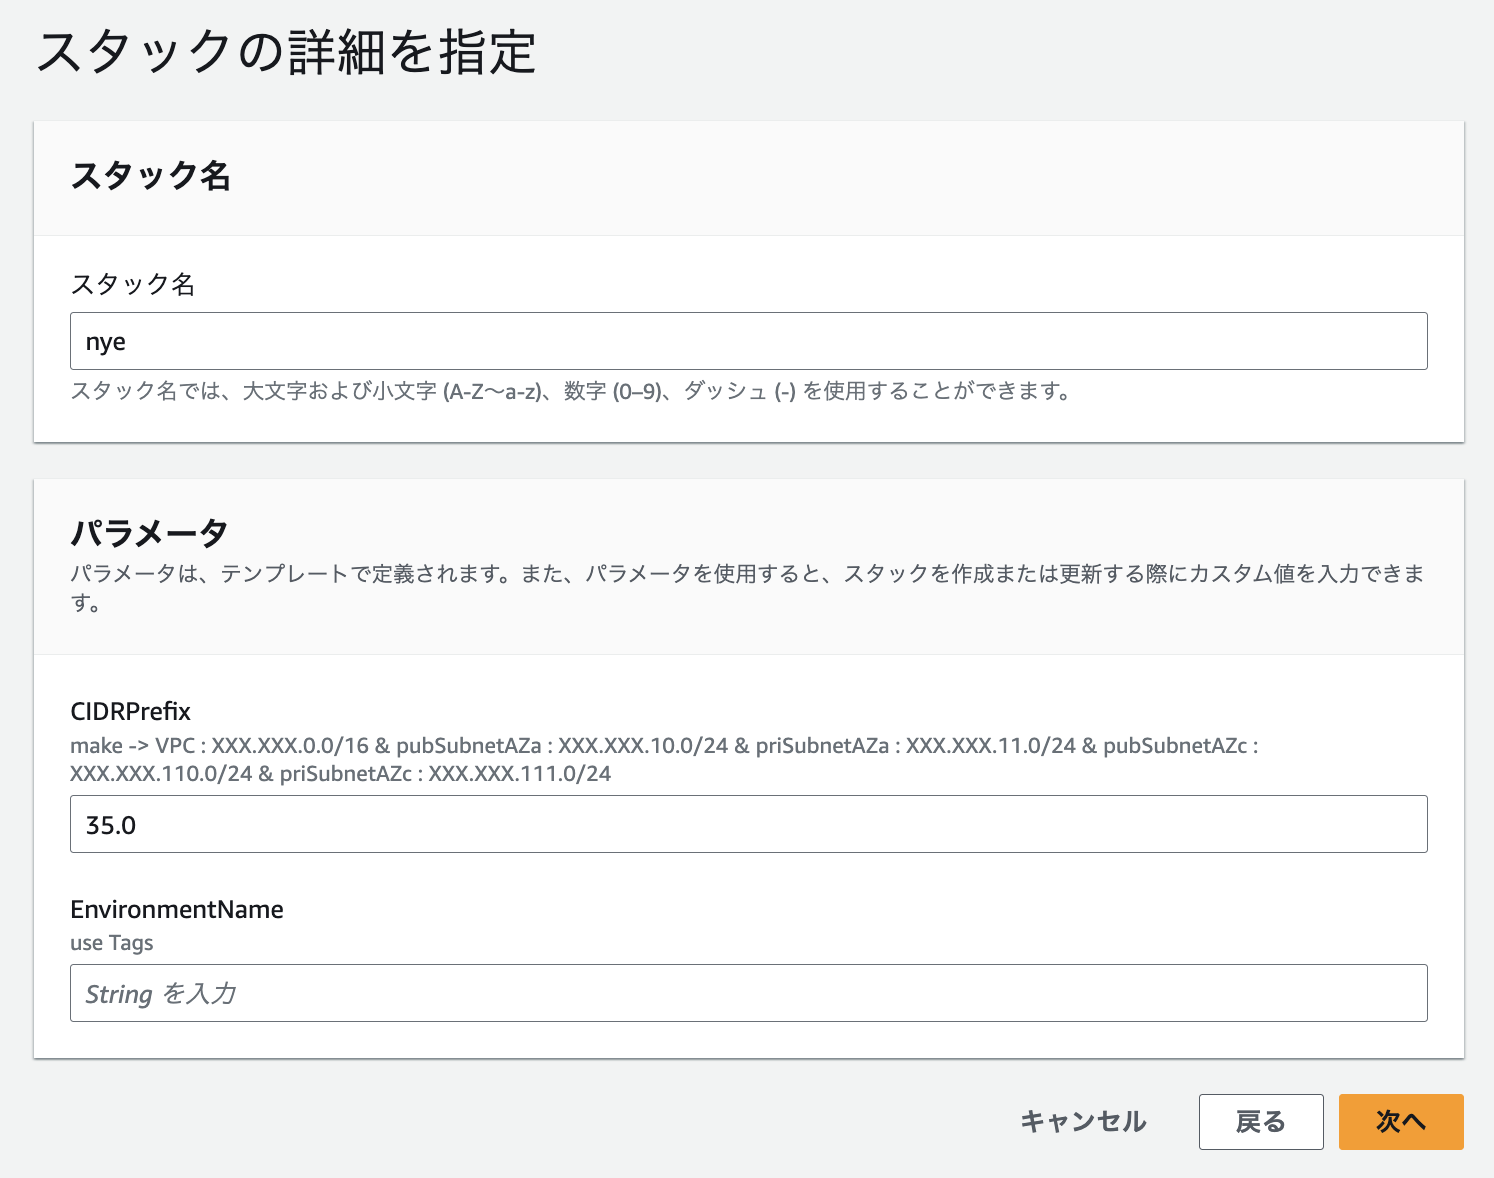 スタックの詳細を指定
スタック名
スタック名
nye
スタック名では、大文字および小文字 (A-Z～a-z)、数字 (0–9)、ダッシュ (-) を使用することができます。
パラメータ
パラメータは、テンプレートで定義されます。また、パラメータを使用すると、スタックを作成または更新する際にカスタム値を入力できま
す。
CIDRPrefix
make -> VPC : XXX.XXX.0.0/16 & pubSubnetAZa : XXX.XXX.10.0/24 & priSubnetAZa : XXX.XXX.11.0/24 & pubSubnetAZc :
XXX.XXX.110.0/24 & priSubnetAZc : XXX.XXX.111.0/24
35.0
EnvironmentName
use Tags
String を入力
キャンセル 戻る 次へ